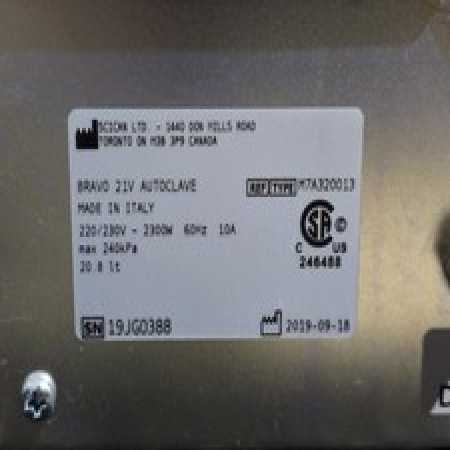 SCICAN LTD. - 1440 DON MILLS ROAD
TORONTO ON M3B 3P9 CANADA
BRAVO 21V AUTOCLAVE
REF TYPE M7A320013
MADE IN ITALY
220/230V ~ 2300W 60Hz 10A
max 240kPa
20.8 lt
C US
246488
SN 19JG0388
2019-09-18